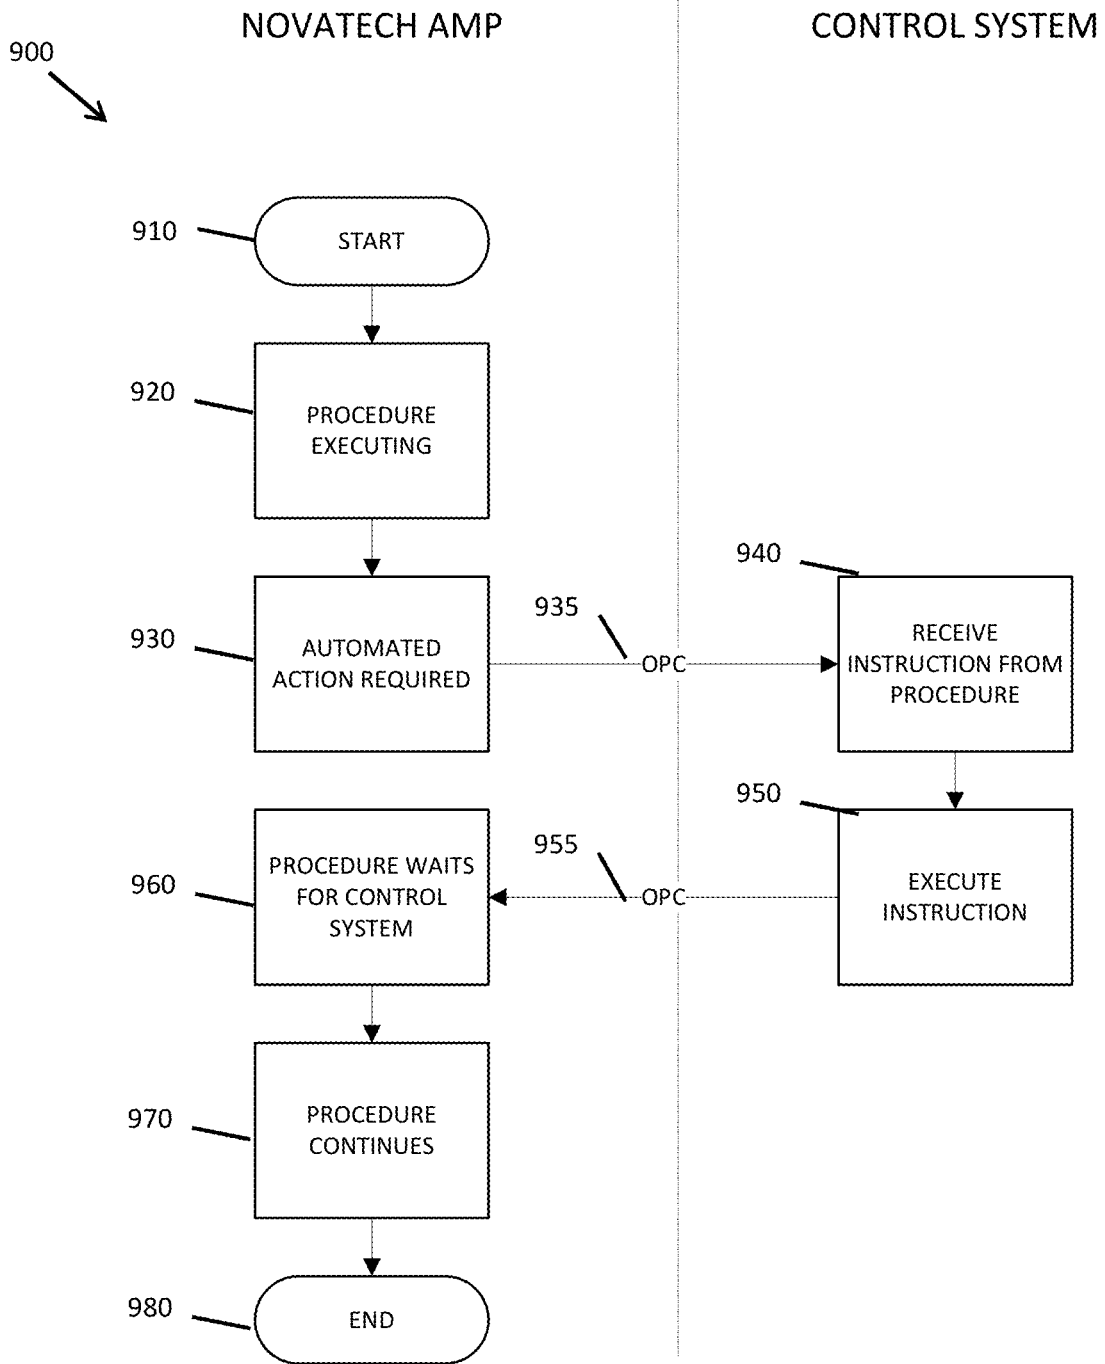 NOVATECH AMP
CONTROL SYSTEM
900
910
START
920
PROCEDURE
EXECUTING
930
AUTOMATED
ACTION REQUIRED
935
OPC
940
RECEIVE
INSTRUCTION FROM
PROCEDURE
950
EXECUTE
INSTRUCTION
955
OPC
960
PROCEDURE WAITS
FOR CONTROL
SYSTEM
970
PROCEDURE
CONTINUES
980
END